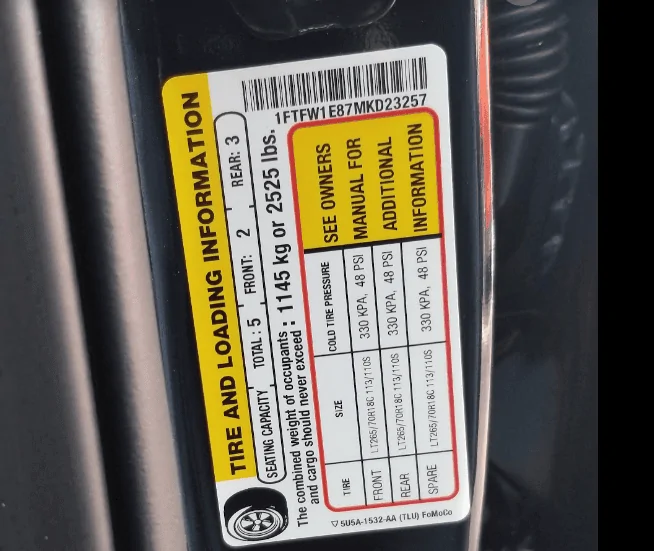 1FTFW1E87MKD23257
TIRE AND LOADING INFORMATION
SEATING CAPACITY TOTAL : 5 FRONT: 2 REAR: 3
The combined weight of occupants
and cargo should never exceed : 1145 kg or 2525 lbs.
TIRE SIZE COLD TIRE PRESSURE
FRONT LT265/70R18C 113/110S 330 KPA, 48 PSI
REAR LT265/70R18C 113/110S 330 KPA, 48 PSI
SPARE LT265/70R18C 113/110S 330 KPA, 48 PSI
SEE OWNERS
MANUAL FOR
ADDITIONAL
INFORMATION
5U5A-1532-AA (TLU) FoMoCo